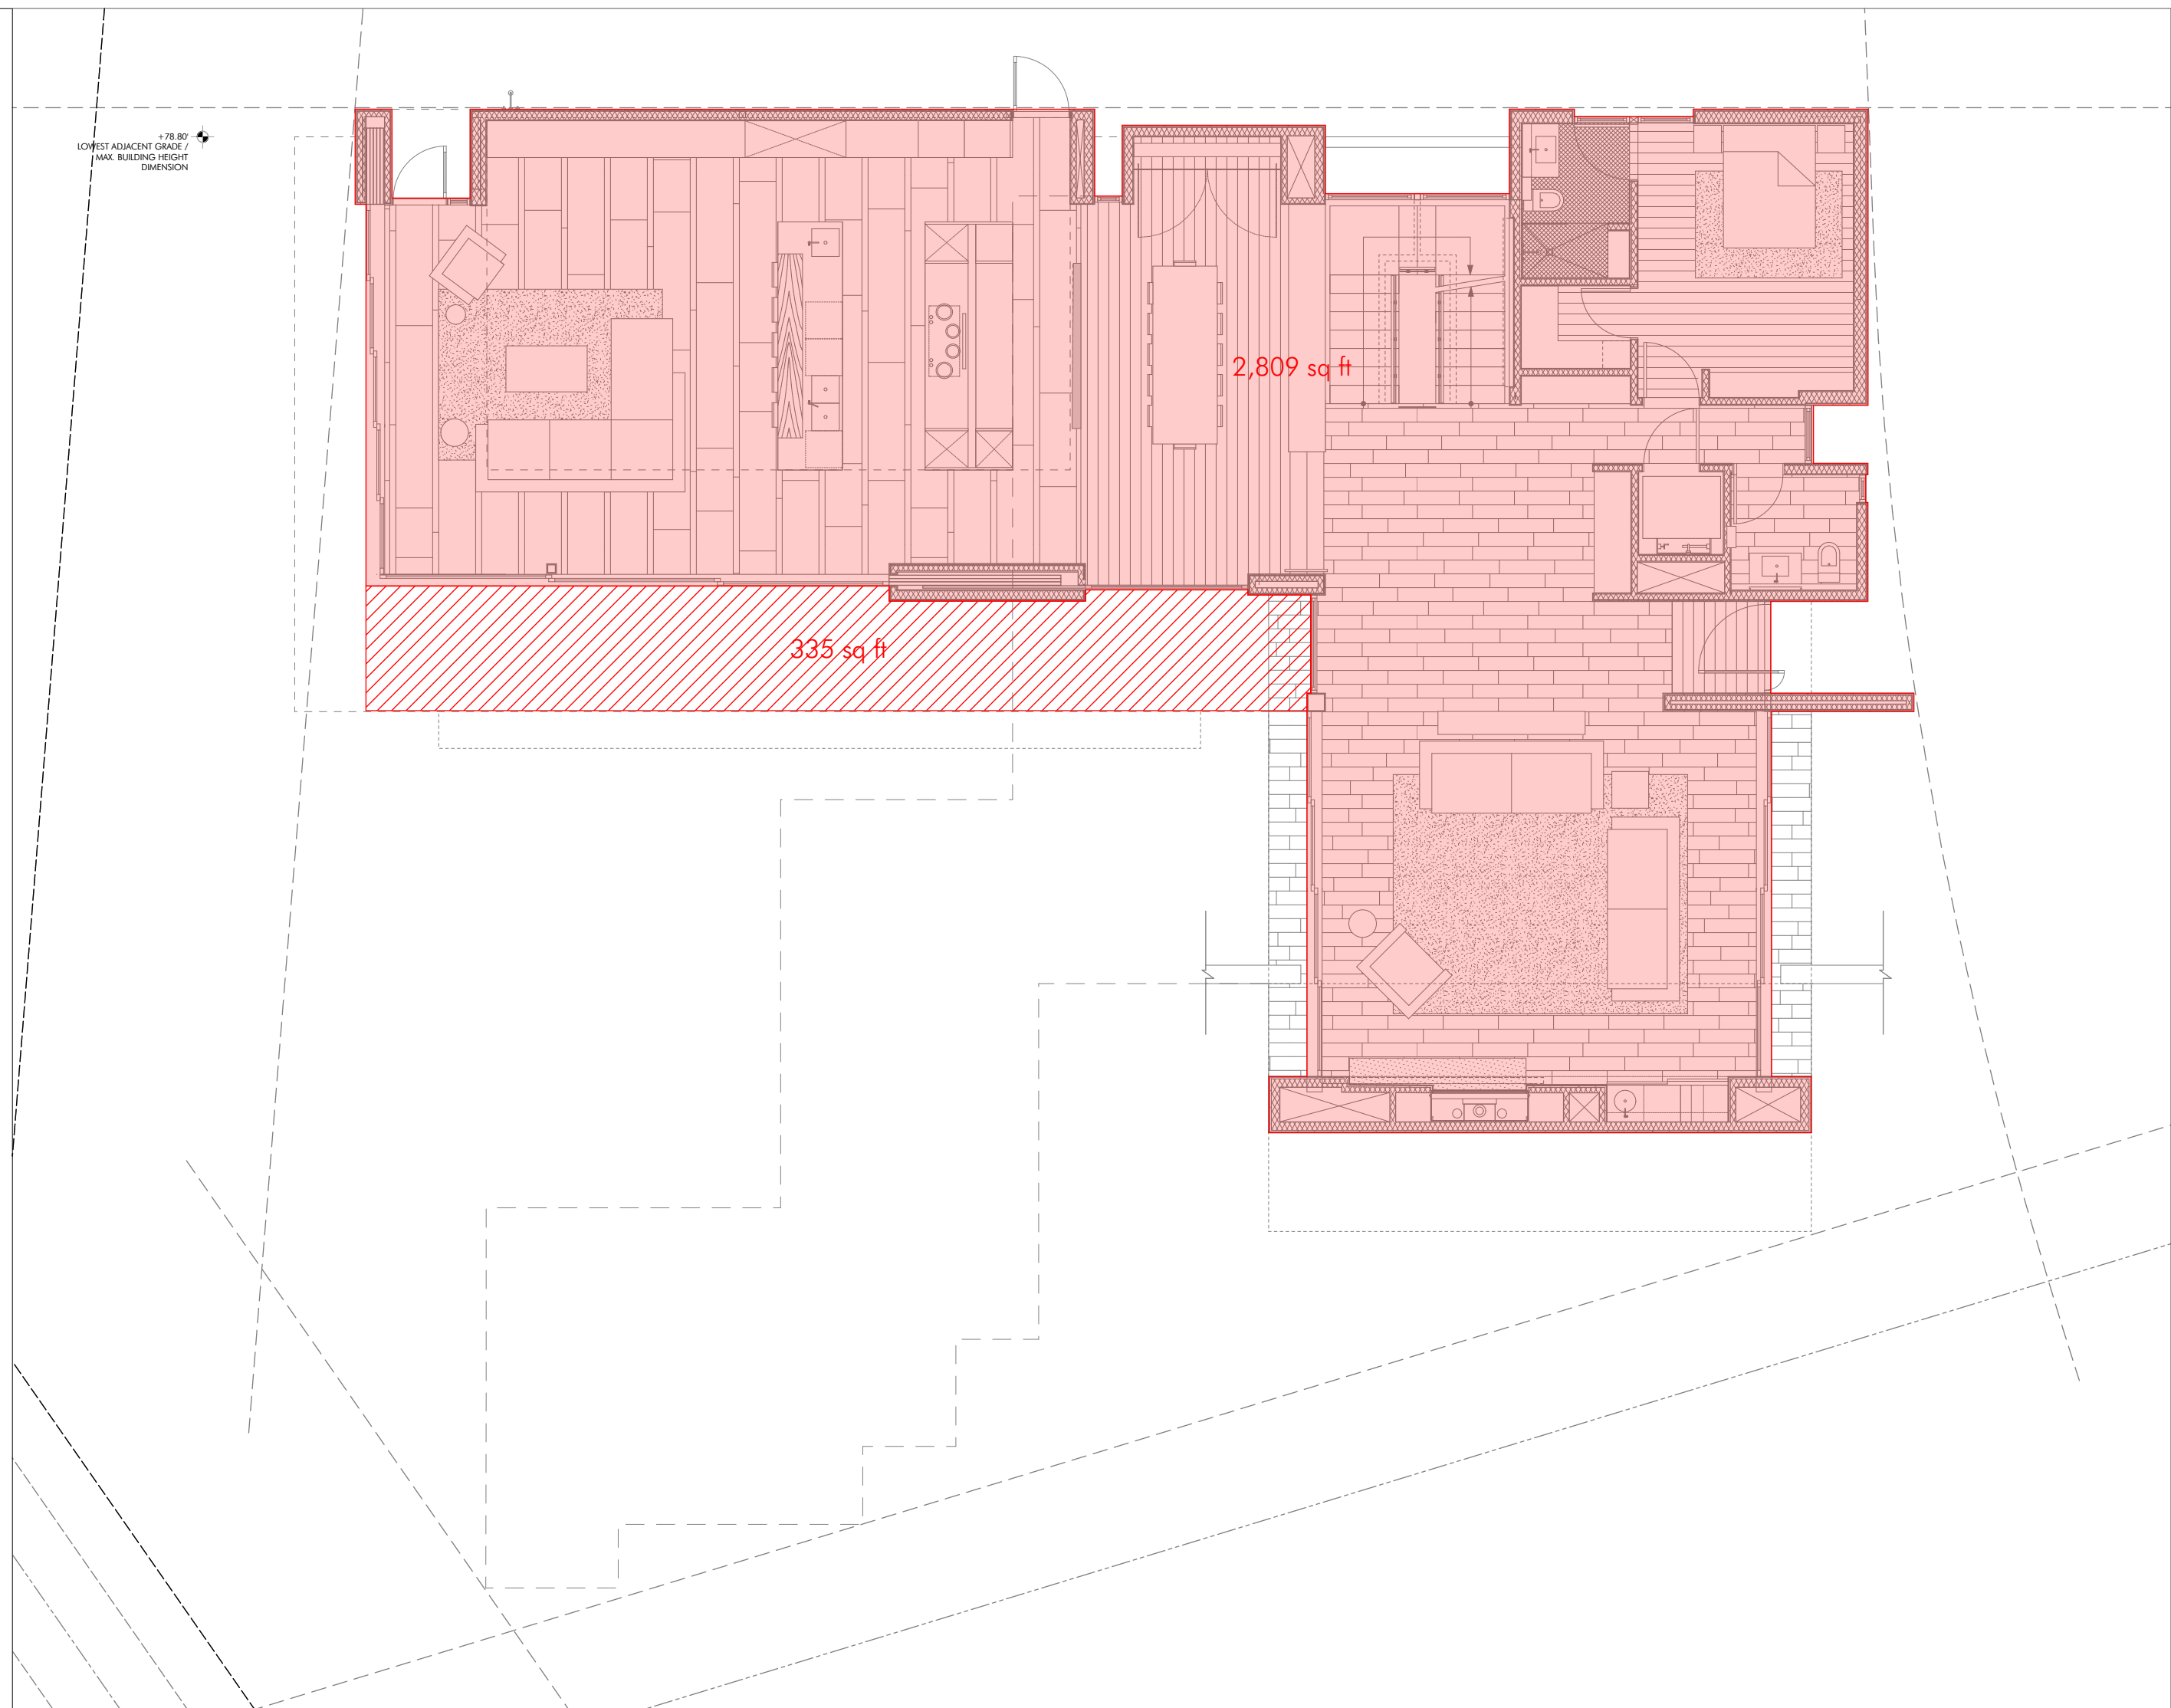 +78.80'
LOWEST ADJACENT GRADE /
MAX. BUILDING HEIGHT
DIMENSION
2,809 sq ft
335 sq ft